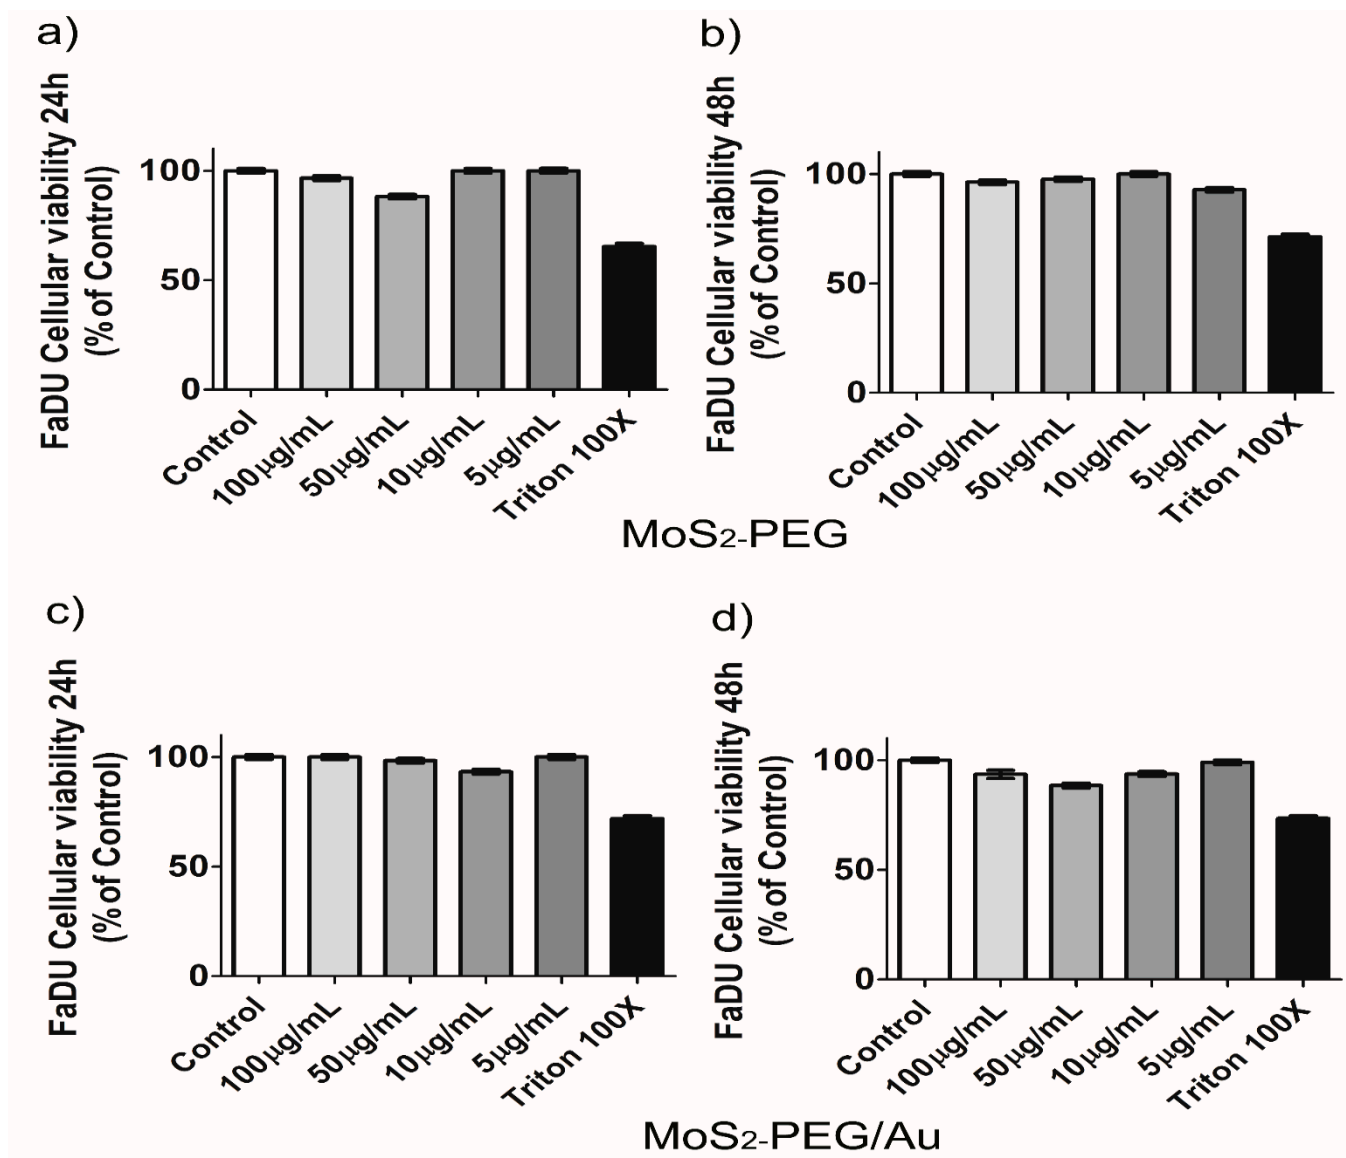 a)
FaDU Cellular viability 24h
(% of Control)
100
50
0
Control
100µg/mL
50µg/mL
10µg/mL
5µg/mL
Triton 100X
b)
FaDU Cellular viability 48h
(% of Control)
100
50
0
Control
100µg/mL
50µg/mL
10µg/mL
5µg/mL
Triton 100X
MoS2-PEG
c)
FaDU Cellular viability 24h
(% of Control)
100
50
0
Control
100µg/mL
50µg/mL
10µg/mL
5µg/mL
Triton 100X
d)
FaDU Cellular viability 48h
(% of Control)
100
50
0
Control
100µg/mL
50µg/mL
10µg/mL
5µg/mL
Triton 100X
MoS2-PEG/Au